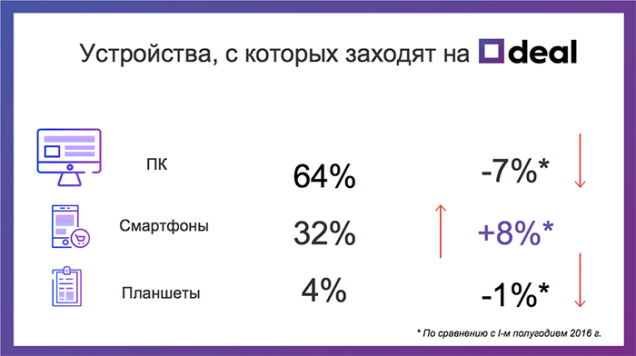 Устройства, с которых заходят на deal
ПК 64% -7%*
Смартфоны 32% +8%*
Планшеты 4% -1%*
* По сравнению с I-м полугодием 2016 г.